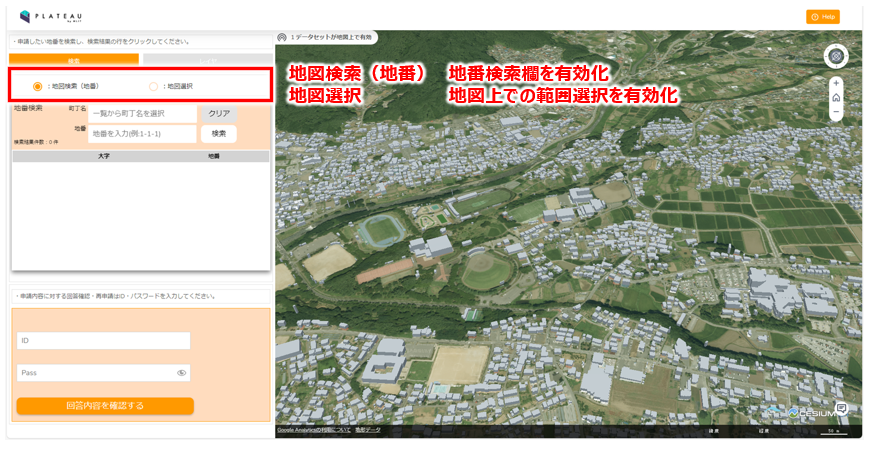 PLATEAU
by MLIT
Help
・申請したい地番を検索し、検索結果の行をクリックしてください。
1 データセットが地図上で有効
検索
：地図検索（地番）
：地図選択
地図検索（地番） 地番検索欄を有効化
地図選択 地図上での範囲選択を有効化
地番検索
町丁名
一覧から町丁名を選択
クリア
地番
地番を入力(例:1-1-1)
検索
検索結果件数：0 件
大字 地番
・申請内容に対する回答確認・再申請はID・パスワードを入力してください。
ID
Pass
回答内容を確認する
CESIUM
Google Analyticsの利用について 地形データ